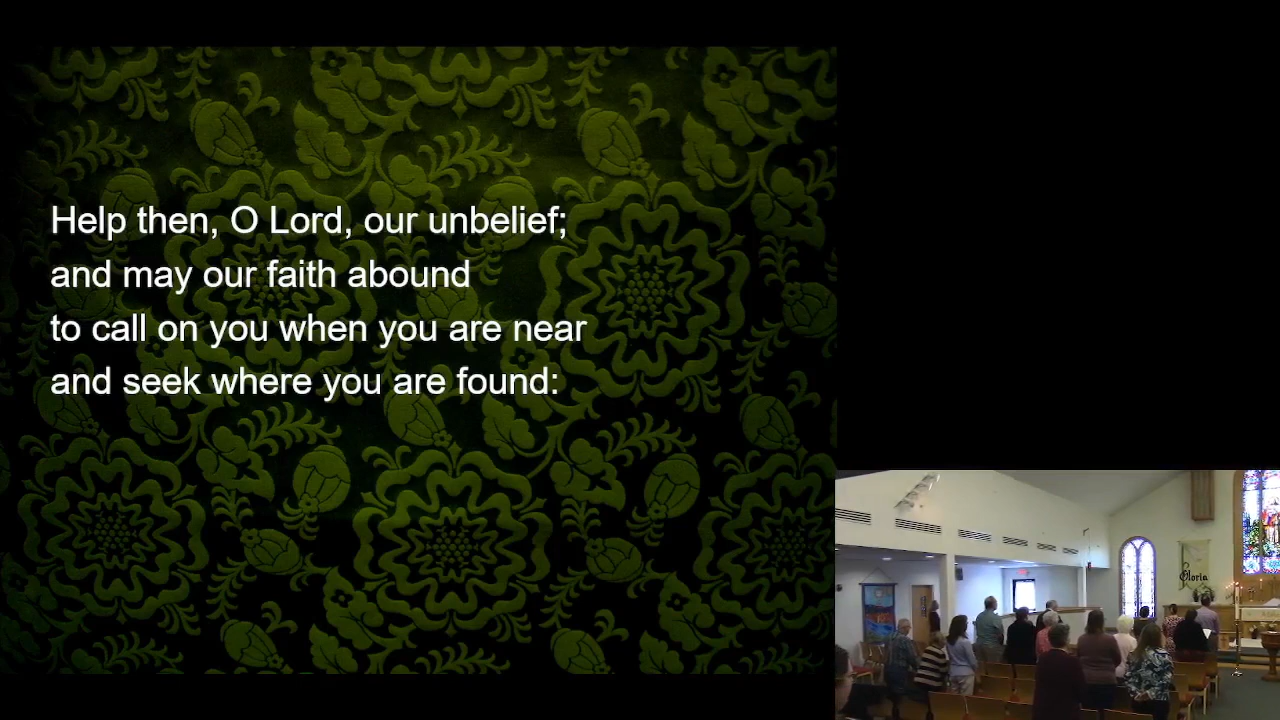 Help then, O Lord, our unbelief;
and may our faith abound
to call on you when you are near
and seek where you are found:
Gloria